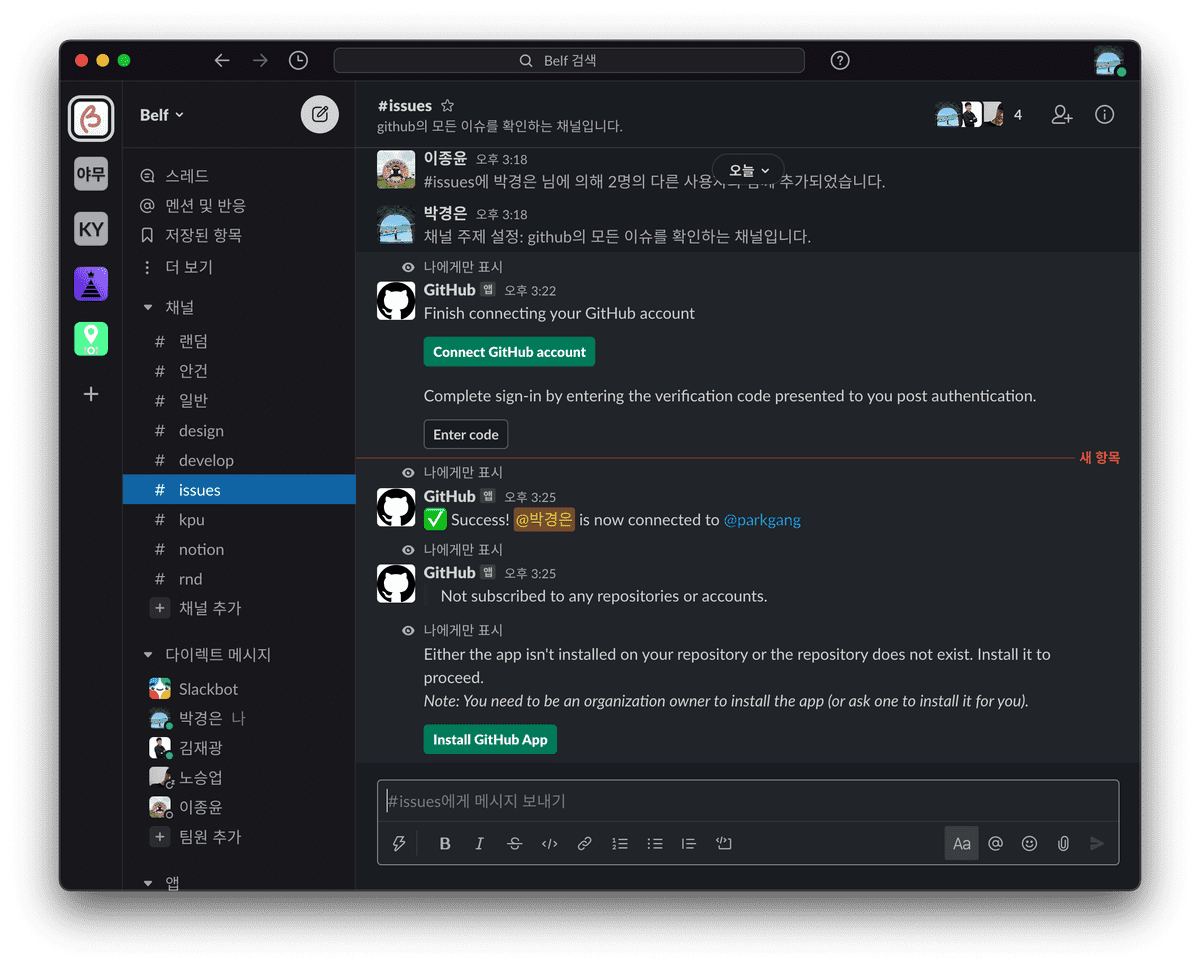 Belf 검색
Belf
야무
KY
스레드
멘션 및 반응
저장된 항목
더 보기
채널
# 랜덤
# 안건
# 일반
# design
# develop
# issues
# kpu
# notion
# rnd
+ 채널 추가
다이렉트 메시지
Slackbot
박경은 나
김재광
노승업
이종윤
+ 팀원 추가
앱
#issues
github의 모든 이슈를 확인하는 채널입니다.
4
오늘
이종윤 오후 3:18
#issues에 박경은 님에 의해 2명의 다른 추가되었습니다.
박경은 오후 3:18
채널 주제 설정: github의 모든 이슈를 확인하는 채널입니다.
나에게만 표시
GitHub 앱 오후 3:22
Finish connecting your GitHub account
Connect GitHub account
Complete sign-in by entering the verification code presented to you post authentication.
Enter code
새 항목
나에게만 표시
GitHub 앱 오후 3:25
Success! @박경은 is now connected to @parkgang
나에게만 표시
GitHub 앱 오후 3:25
Not subscribed to any repositories or accounts.
나에게만 표시
Either the app isn't installed on your repository or the repository does not exist. Install it to
proceed.
Note: You need to be an organization owner to install the app (or ask one to install it for you).
Install GitHub App
#issues에게 메시지 보내기
B I S </>
Aa @